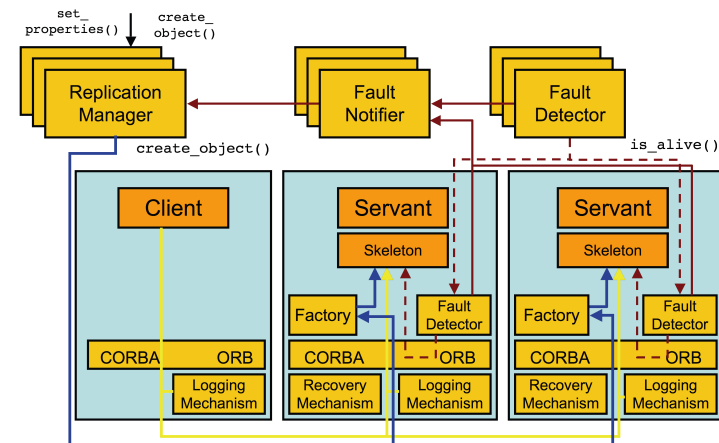 set_
properties()
create_
object()
Replication
Manager
Fault
Notifier
Fault
Detector
create_object()
is_alive()
Client
Servant
Servant
Skeleton
Skeleton
Factory
Fault
Detector
Factory
Fault
Detector
CORBA ORB
CORBA ORB
CORBA ORB
Logging
Mechanism
Recovery
Mechanism
Logging
Mechanism
Recovery
Mechanism
Logging
Mechanism